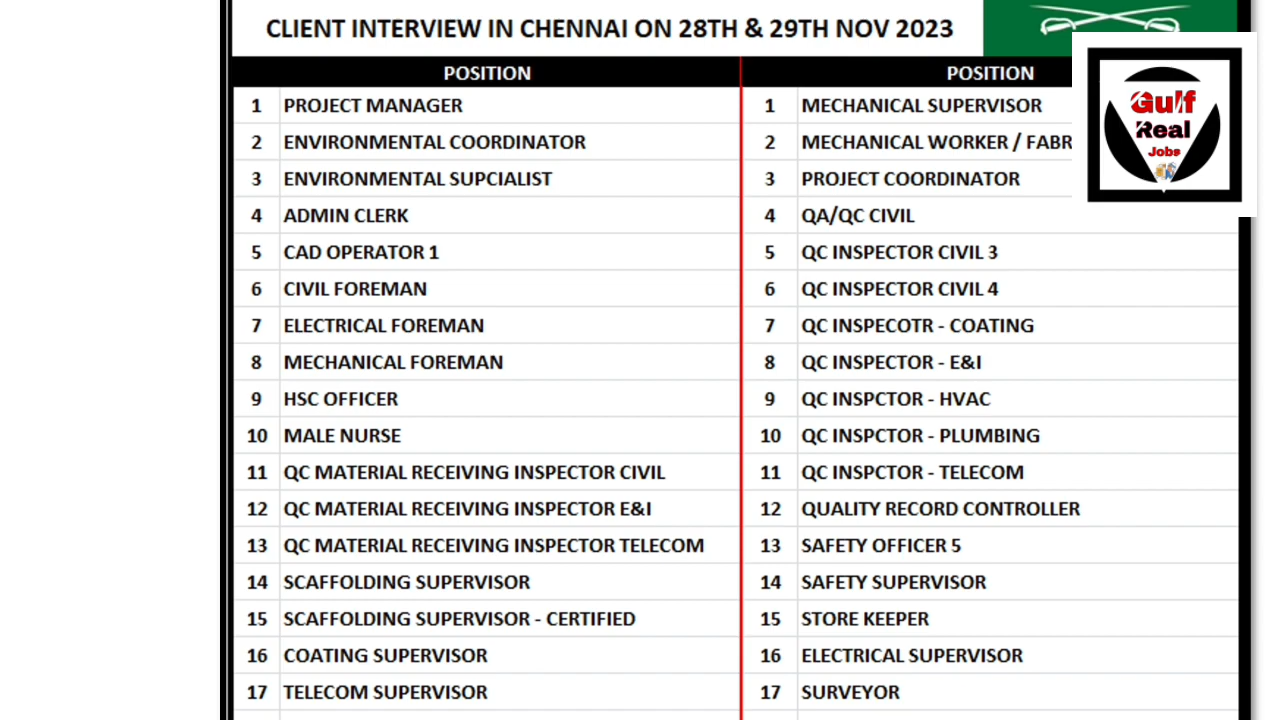 CLIENT INTERVIEW IN CHENNAI ON 28TH & 29TH NOV 2023
POSITION POSITION
1 PROJECT MANAGER 1 MECHANICAL SUPERVISOR
2 ENVIRONMENTAL COORDINATOR 2 MECHANICAL WORKER / FABR
3 ENVIRONMENTAL SUPCIALIST 3 PROJECT COORDINATOR
4 ADMIN CLERK 4 QA/QC CIVIL
5 CAD OPERATOR 1 5 QC INSPECTOR CIVIL 3
6 CIVIL FOREMAN 6 QC INSPECTOR CIVIL 4
7 ELECTRICAL FOREMAN 7 QC INSPECOTR - COATING
8 MECHANICAL FOREMAN 8 QC INSPECTOR - E&I
9 HSC OFFICER 9 QC INSPCTOR - HVAC
10 MALE NURSE 10 QC INSPCTOR - PLUMBING
11 QC MATERIAL RECEIVING INSPECTOR CIVIL 11 QC INSPCTOR - TELECOM
12 QC MATERIAL RECEIVING INSPECTOR E&I 12 QUALITY RECORD CONTROLLER
13 QC MATERIAL RECEIVING INSPECTOR TELECOM 13 SAFETY OFFICER 5
14 SCAFFOLDING SUPERVISOR 14 SAFETY SUPERVISOR
15 SCAFFOLDING SUPERVISOR - CERTIFIED 15 STORE KEEPER
16 COATING SUPERVISOR 16 ELECTRICAL SUPERVISOR
17 TELECOM SUPERVISOR 17 SURVEYOR
Gulf
Real
Jobs